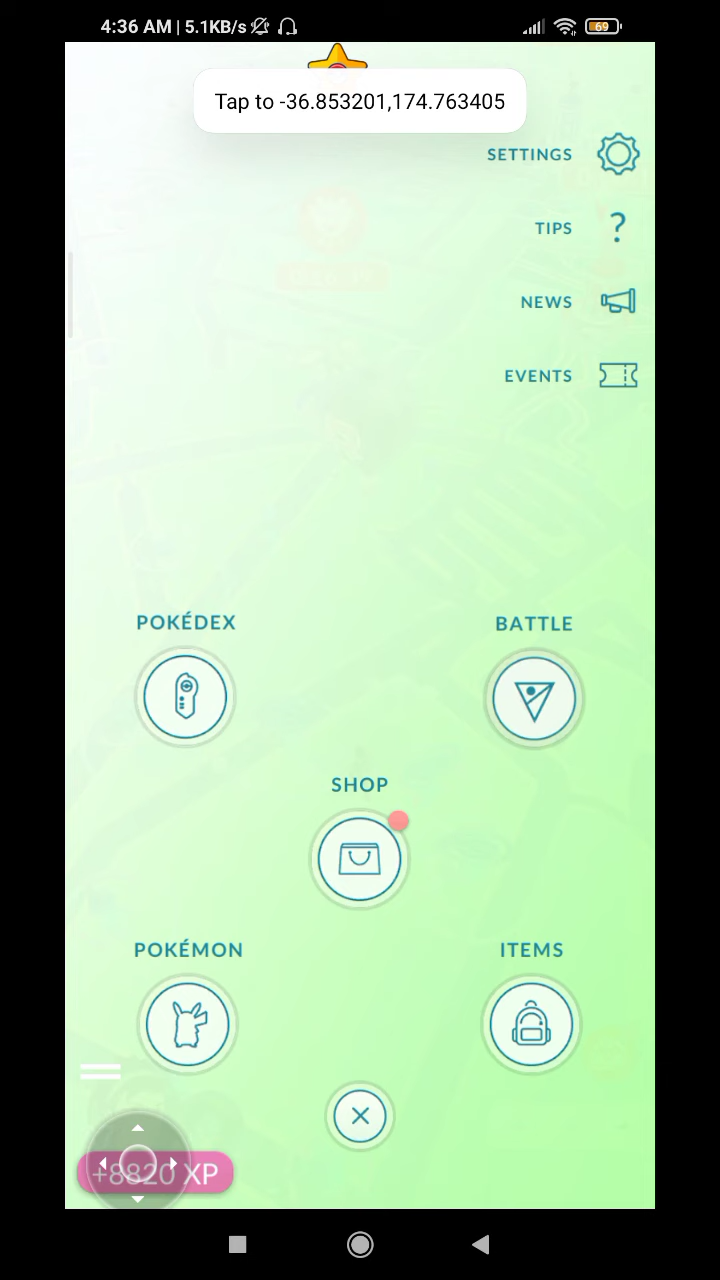 4:36 AM | 5.1KB/s
69
Tap to -36.853201,174.763405
SETTINGS
TIPS
?
NEWS
EVENTS
POKÉDEX
BATTLE
SHOP
POKÉMON
ITEMS
+8820 XP